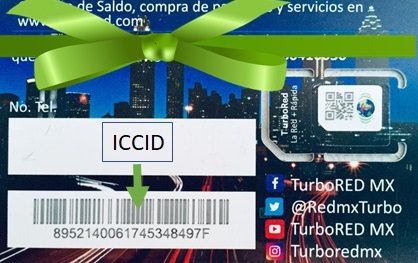 de Saldo, compra de
y servicios en
www.
No. Tel.
ICCID
8952140061745348497F
TurboRed
La Red + Rápida
TurboRED MX
@RedmxTurbo
TurboRED MX
Turboredmx